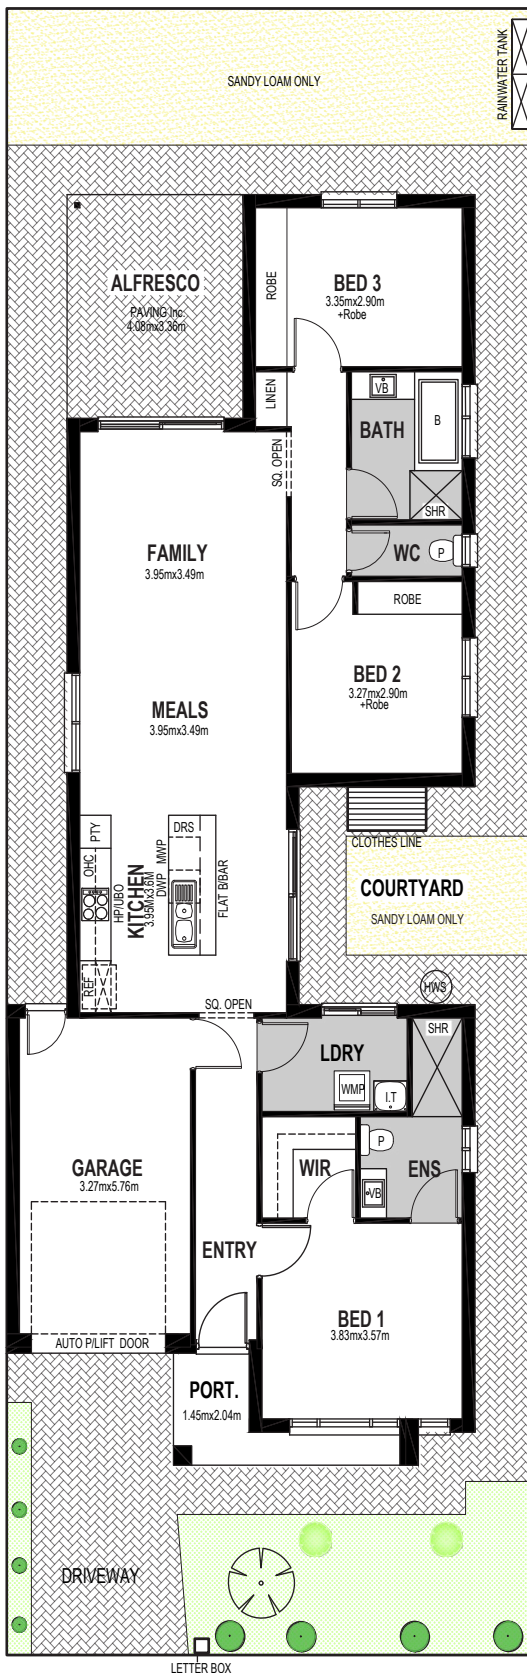 RAINWATER TANK
SANDY LOAM ONLY
ALFRESCO
PAVING Inc.
4.08mx3.36m
ROBE
BED 3
3.35mx2.90m
+Robe
LINEN
VB
BATH
B
SQ. OPEN
SHR
FAMILY
3.95mx3.49m
WC
P
ROBE
BED 2
3.27mx2.90m
+Robe
MEALS
3.95mx3.49m
PTY
OHC
HP/UBO
KITCHEN
3.95Mx3.6M
DRS
MWP
DWP
FLAT B/BAR
REF
CLOTHES LINE
COURTYARD
SANDY LOAM ONLY
HWS
SQ. OPEN
LDRY
SHR
WMP
I.T
GARAGE
3.27mx5.76m
WIR
P
ENS
VB
ENTRY
BED 1
3.83mx3.57m
AUTO P/LIFT DOOR
PORT.
1.45mx2.04m
DRIVEWAY
LETTER BOX